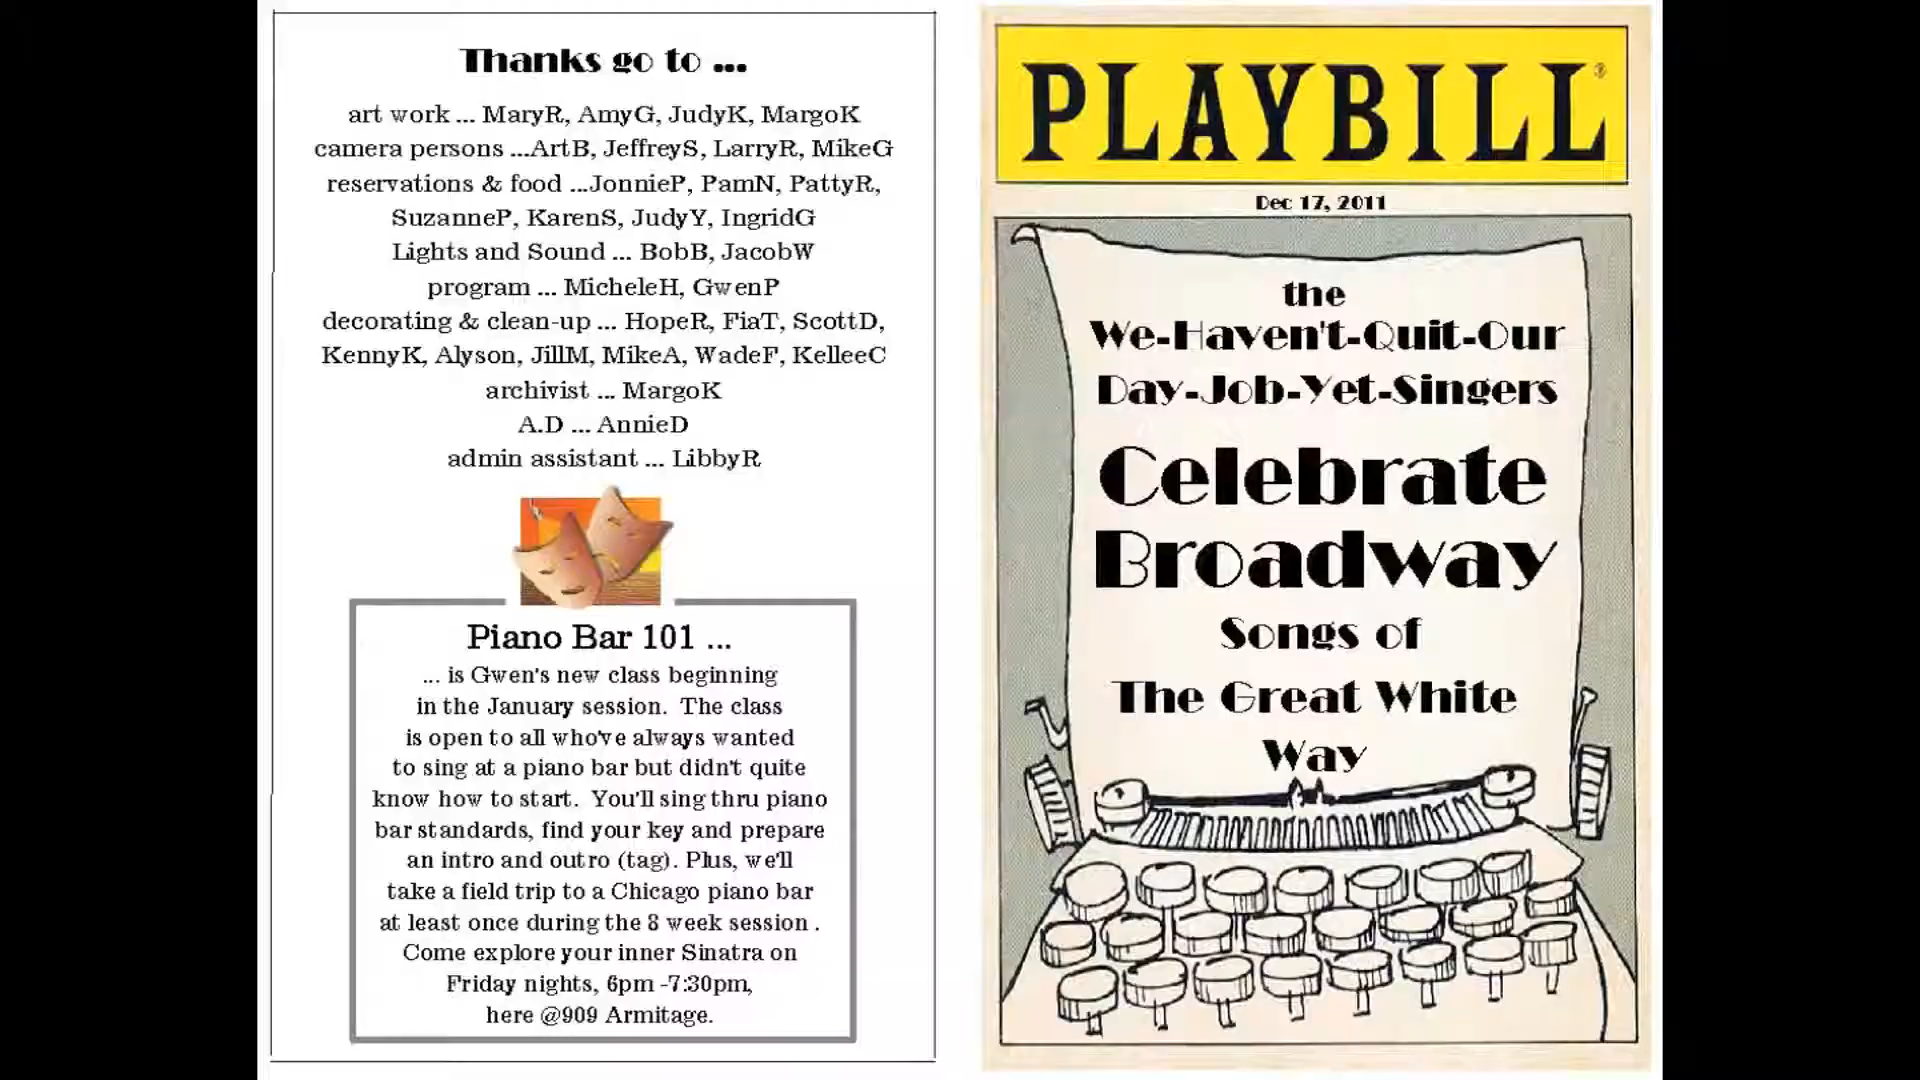 Thanks go to ...
art work ... MaryR, AmyG, JudyK, MargoK
camera persons ...ArtB, JeffreyS, LarryR, MikeG
reservations & food ...JonnieP, PamN, PattyR,
SuzanneP, KarenS, JudyY, IngridG
Lights and Sound ... BobB, JacobW
program ... MicheleH, GwenP
decorating & clean-up ... HopeR, FiaT, ScottD,
KennyK, Alyson, JillM, MikeA, WadeF, KelleeC
archivist ... MargoK
A.D ... AnnieD
admin assistant ... LibbyR
Piano Bar 101 ...
... is Gwen's new class beginning
in the January session. The class
is open to all who've always wanted
to sing at a piano bar but didn't quite
know how to start. You'll sing thru piano
bar standards, find your key and prepare
an intro and outro (tag). Plus, we'll
take a field trip to a Chicago piano bar
at least once during the 8 week session .
Come explore your inner Sinatra on
Friday nights, 6pm -7:30pm,
here @909 Armitage.
PLAYBILL®
Dec 17, 2011
the
We-Haven't-Quit-Our
Day-Job-Yet-Singers
Celebrate
Broadway
Songs of
The Great White
Way